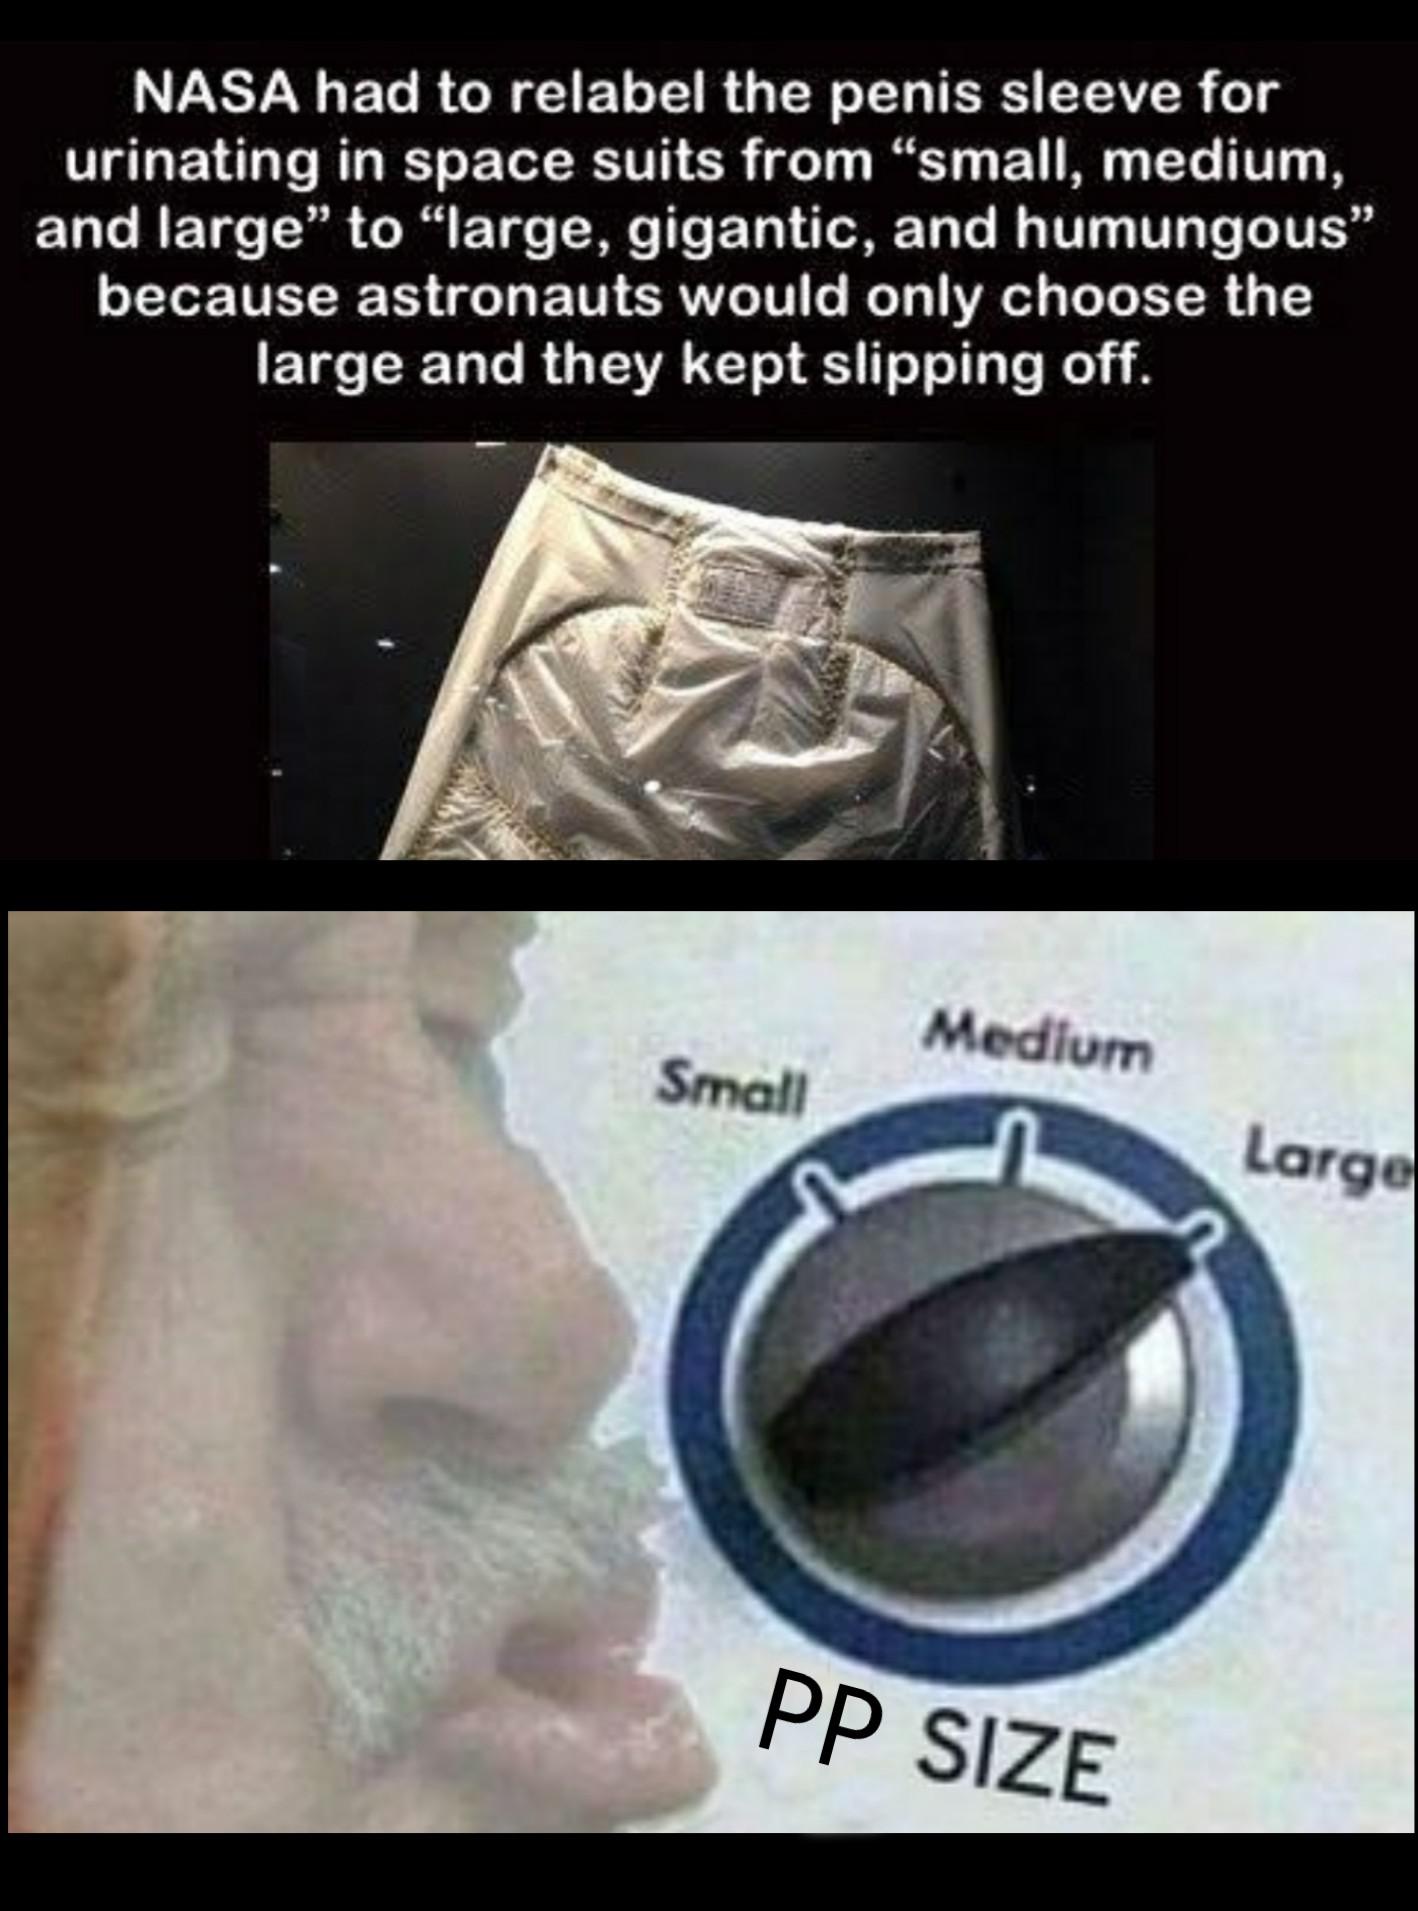 NASA had to relabel the penis sleeve for
urinating in space suits from “small, medium,
and large” to “large, gigantic, and humungous”
because astronauts would only choose the
large and they kept slipping off.
Small
Medium
Large
PP SIZE